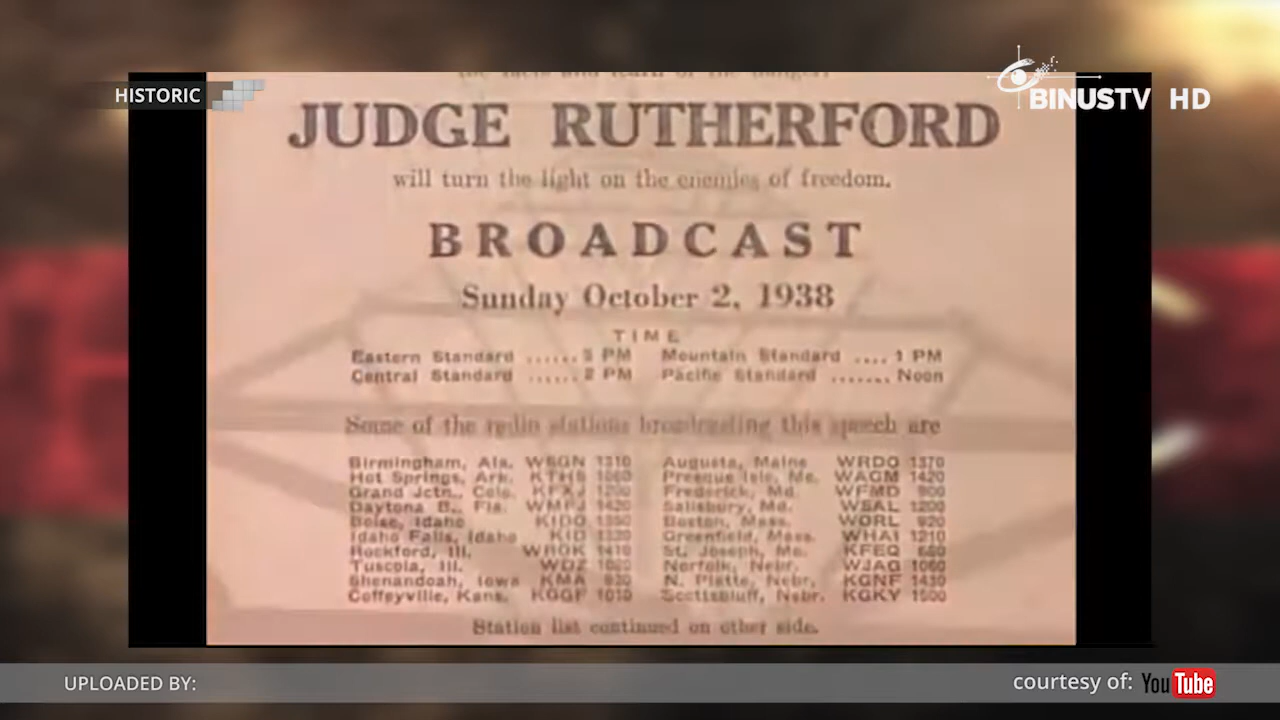 HISTORIC
BINUSTV HD
JUDGE RUTHERFORD
will turn the light on the enemies of freedom.
BROADCAST
Sunday October 2, 1938
TIME
Eastern Standard ...... 3 PM Mountain Standard .... 1 PM
Central Standard ...... 2 PM Pacific Standard ....... Noon
Some of the radio stations broadcasting this speech are
Birmingham, Ala. WSGN 1310 Augusta, Maine WRDO 1370
Hot Springs, Ark. KTHS 1060 Presque Isle, Me. WAGM 1420
Grand Jctn., Colo. KFXJ 1200 Frederick, Md. WFMD 900
Daytona B., Fla. WMFJ 1420 Salisbury, Md. WSAL 1200
Boise, Idaho KIDO 1350 Boston, Mass. WORL 920
Idaho Falls, Idaho KID 1320 Greenfield, Mass. WHAI 1210
Rockford, Ill. WROK 1410 St. Joseph, Mo. KFEQ 680
Tuscola, Ill. WDZ 1020 Norfolk, Nebr. WJAG 1060
Shenandoah, Iowa KMA 930 N. Platte, Nebr. KGNF 1430
Coffeyville, Kans. KGGF 1010 Scottsbluff, Nebr. KGKY 1500
Station list continued on other side.
UPLOADED BY:
courtesy of: YouTube